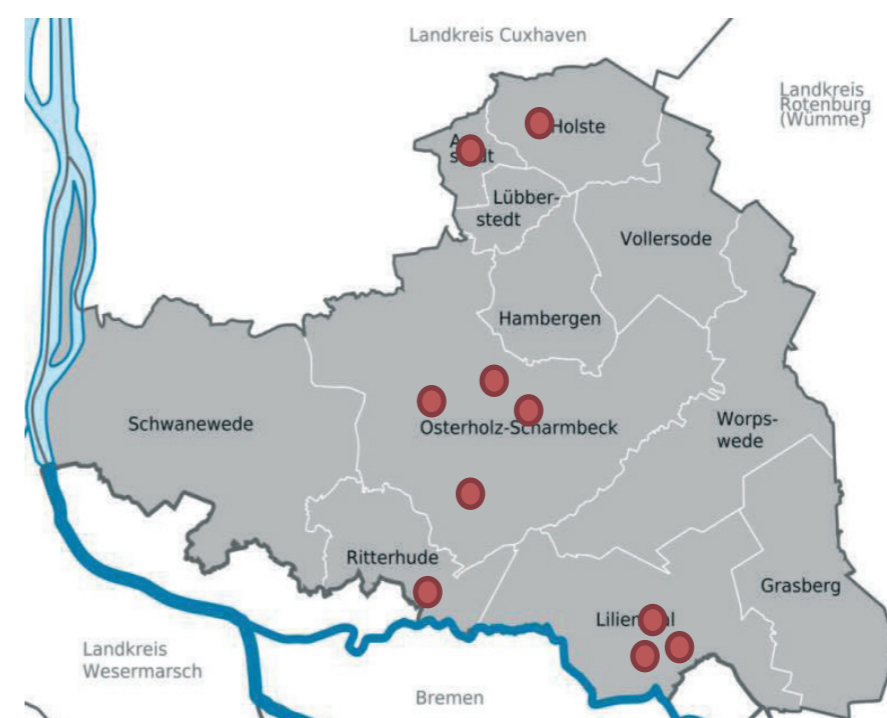 Landkreis Cuxhaven
Landkreis
Rotenburg
(Wümme)
Holste
Lübber-
stedt
Vollersode
Hambergen
Schwanewede
Osterholz-Scharmbeck
Worps-
wede
Ritterhude
Grasberg
Landkreis
Wesermarsch
Bremen